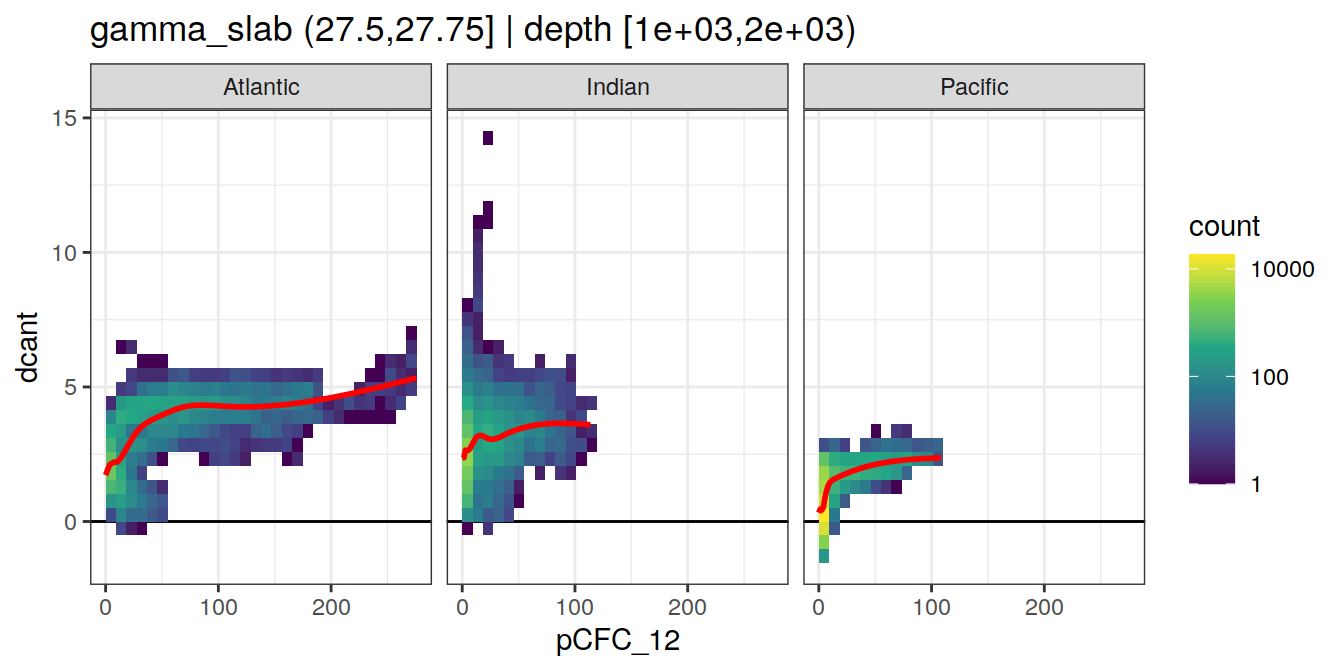 gamma_slab (27.5,27.75] | depth [1e+03,2e+03)
Atlantic Indian Pacific
15
10
5
0
dcant
0 100 200 0 100 200 0 100 200
pCFC_12
count
10000
100
1